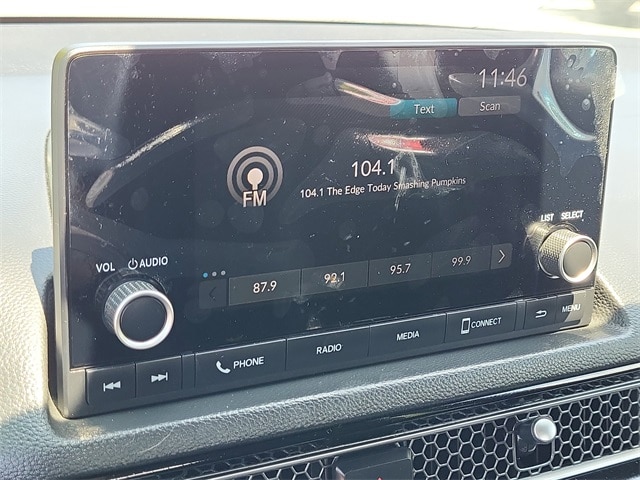 11:46
Text Scan
104.1
FM
104.1 The Edge Today Smashing Pumpkins
LIST SELECT
VOL AUDIO
87.9 92.1 95.7 99.9
PHONE RADIO MEDIA CONNECT MENU